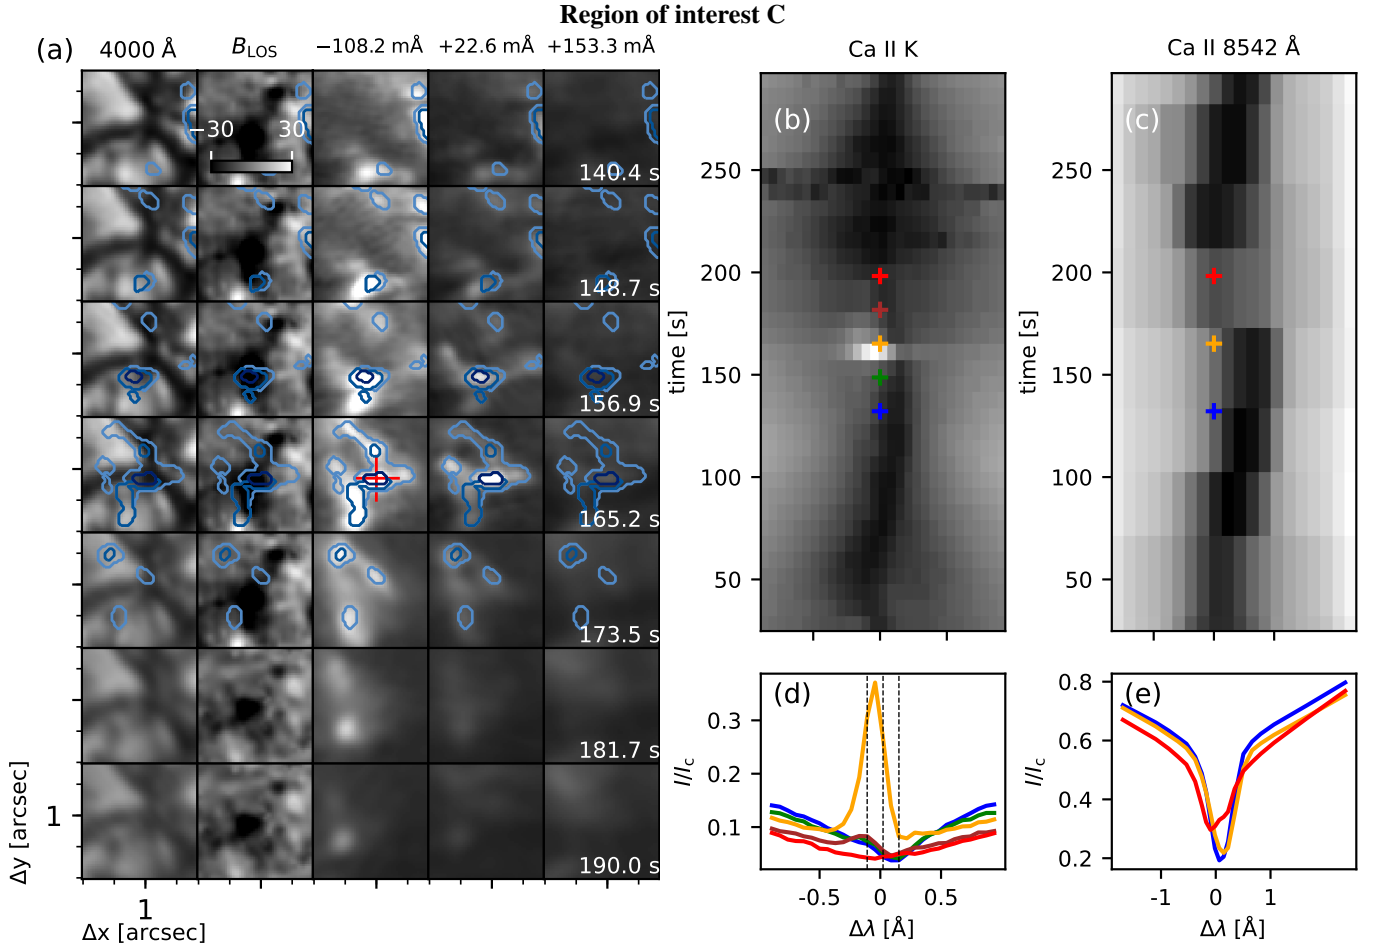 Region of interest C
(a) 4000 Å B_LOS −108.2 mÅ +22.6 mÅ +153.3 mÅ
−30 30
140.4 s
148.7 s
156.9 s
165.2 s
173.5 s
181.7 s
190.0 s
Δy [arcsec]
1
1
Δx [arcsec]
Ca II K
(b)
time [s]
250
200
150
100
50
Ca II 8542 Å
(c)
time [s]
250
200
150
100
50
(d)
I/I_c
0.3
0.2
0.1
-0.5 0 0.5
Δλ [Å]
(e)
I/I_c
0.8
0.6
0.4
0.2
-1 0 1
Δλ [Å]